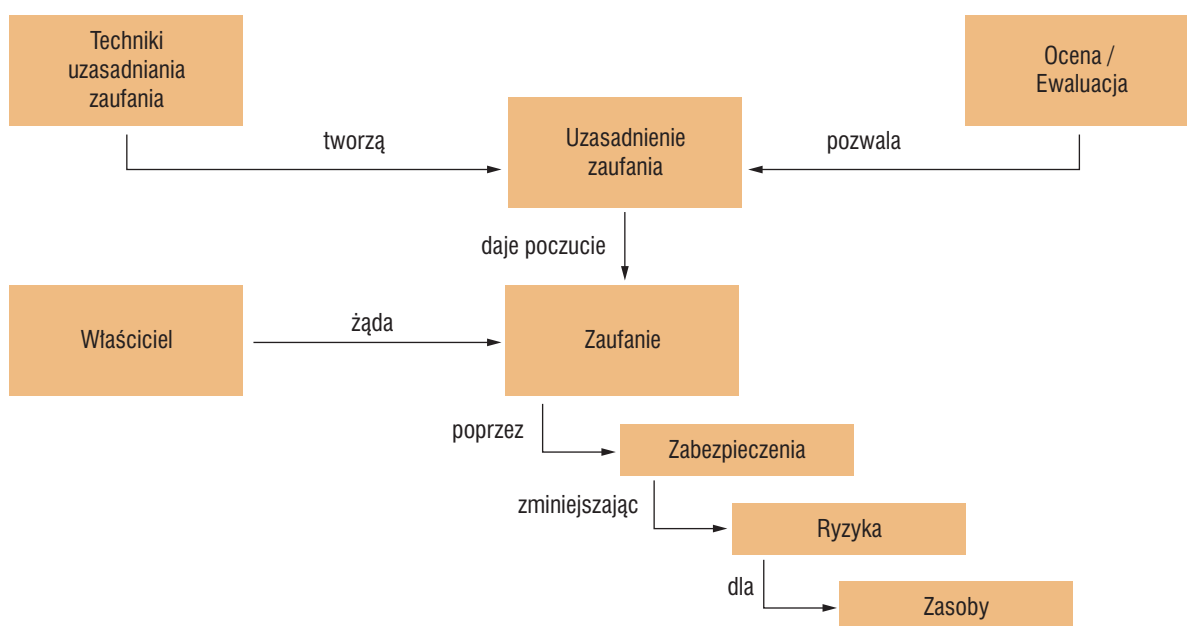 Techniki
uzasadniania
zaufania
Ocena /
Ewaluacja
tworzą
Uzasadnienie
zaufania
pozwala
daje poczucie
Właściciel
żąda
Zaufanie
poprzez
Zabezpieczenia
zminiejszając
Ryzyka
dla
Zasoby